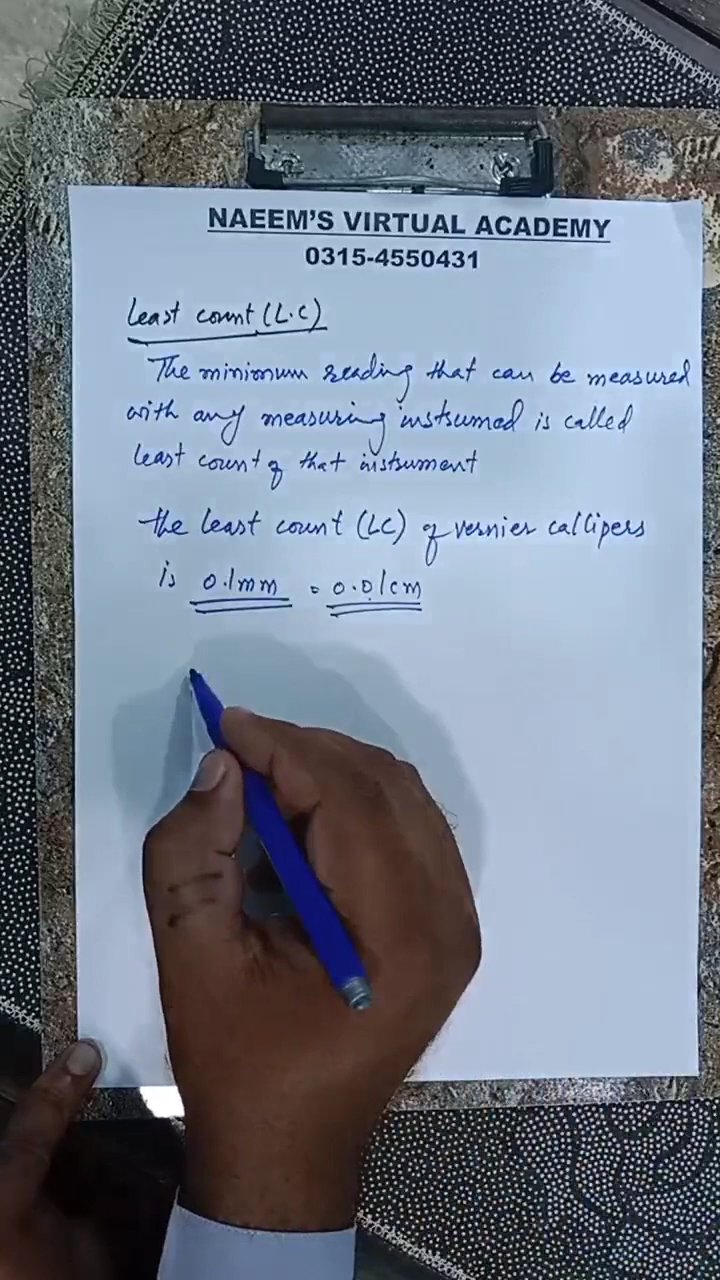 NAEEM'S VIRTUAL ACADEMY
0315-4550431
Least count (L.C)
The minimum reading that can be measured
with any measuring instsumed is called
least count of that instsument
the least count (LC) of vernier callipers
is 0.1mm = 0.01cm